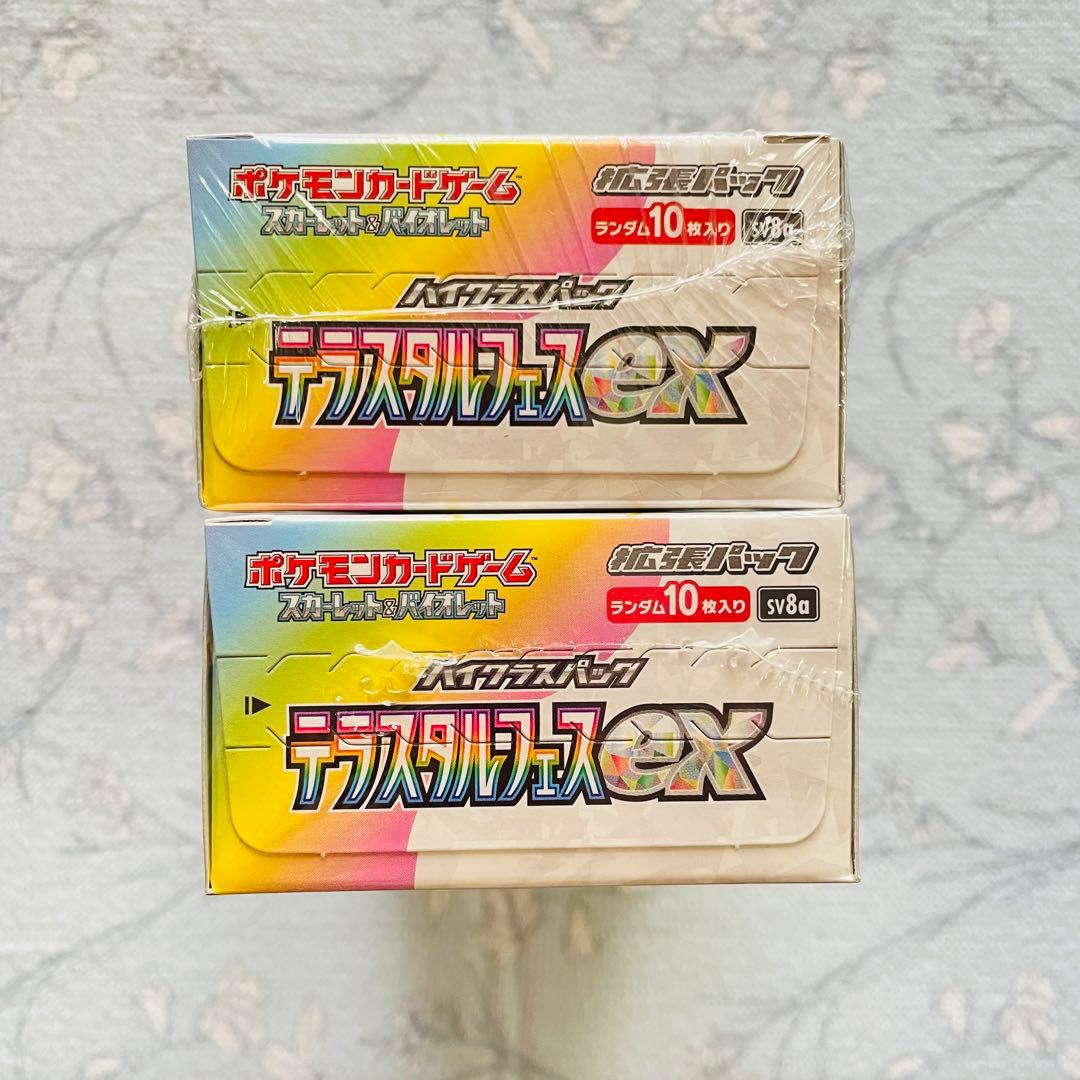 ポケモンカードゲーム™
スカーレット&バイオレット
拡張パック
ランダム10枚入り SV8a
ハイクラスパック
テラスタルフェスex
ポケモンカードゲーム™
スカーレット&バイオレット
拡張パック
ランダム10枚入り SV8a
ハイクラスパック
テラスタルフェスex